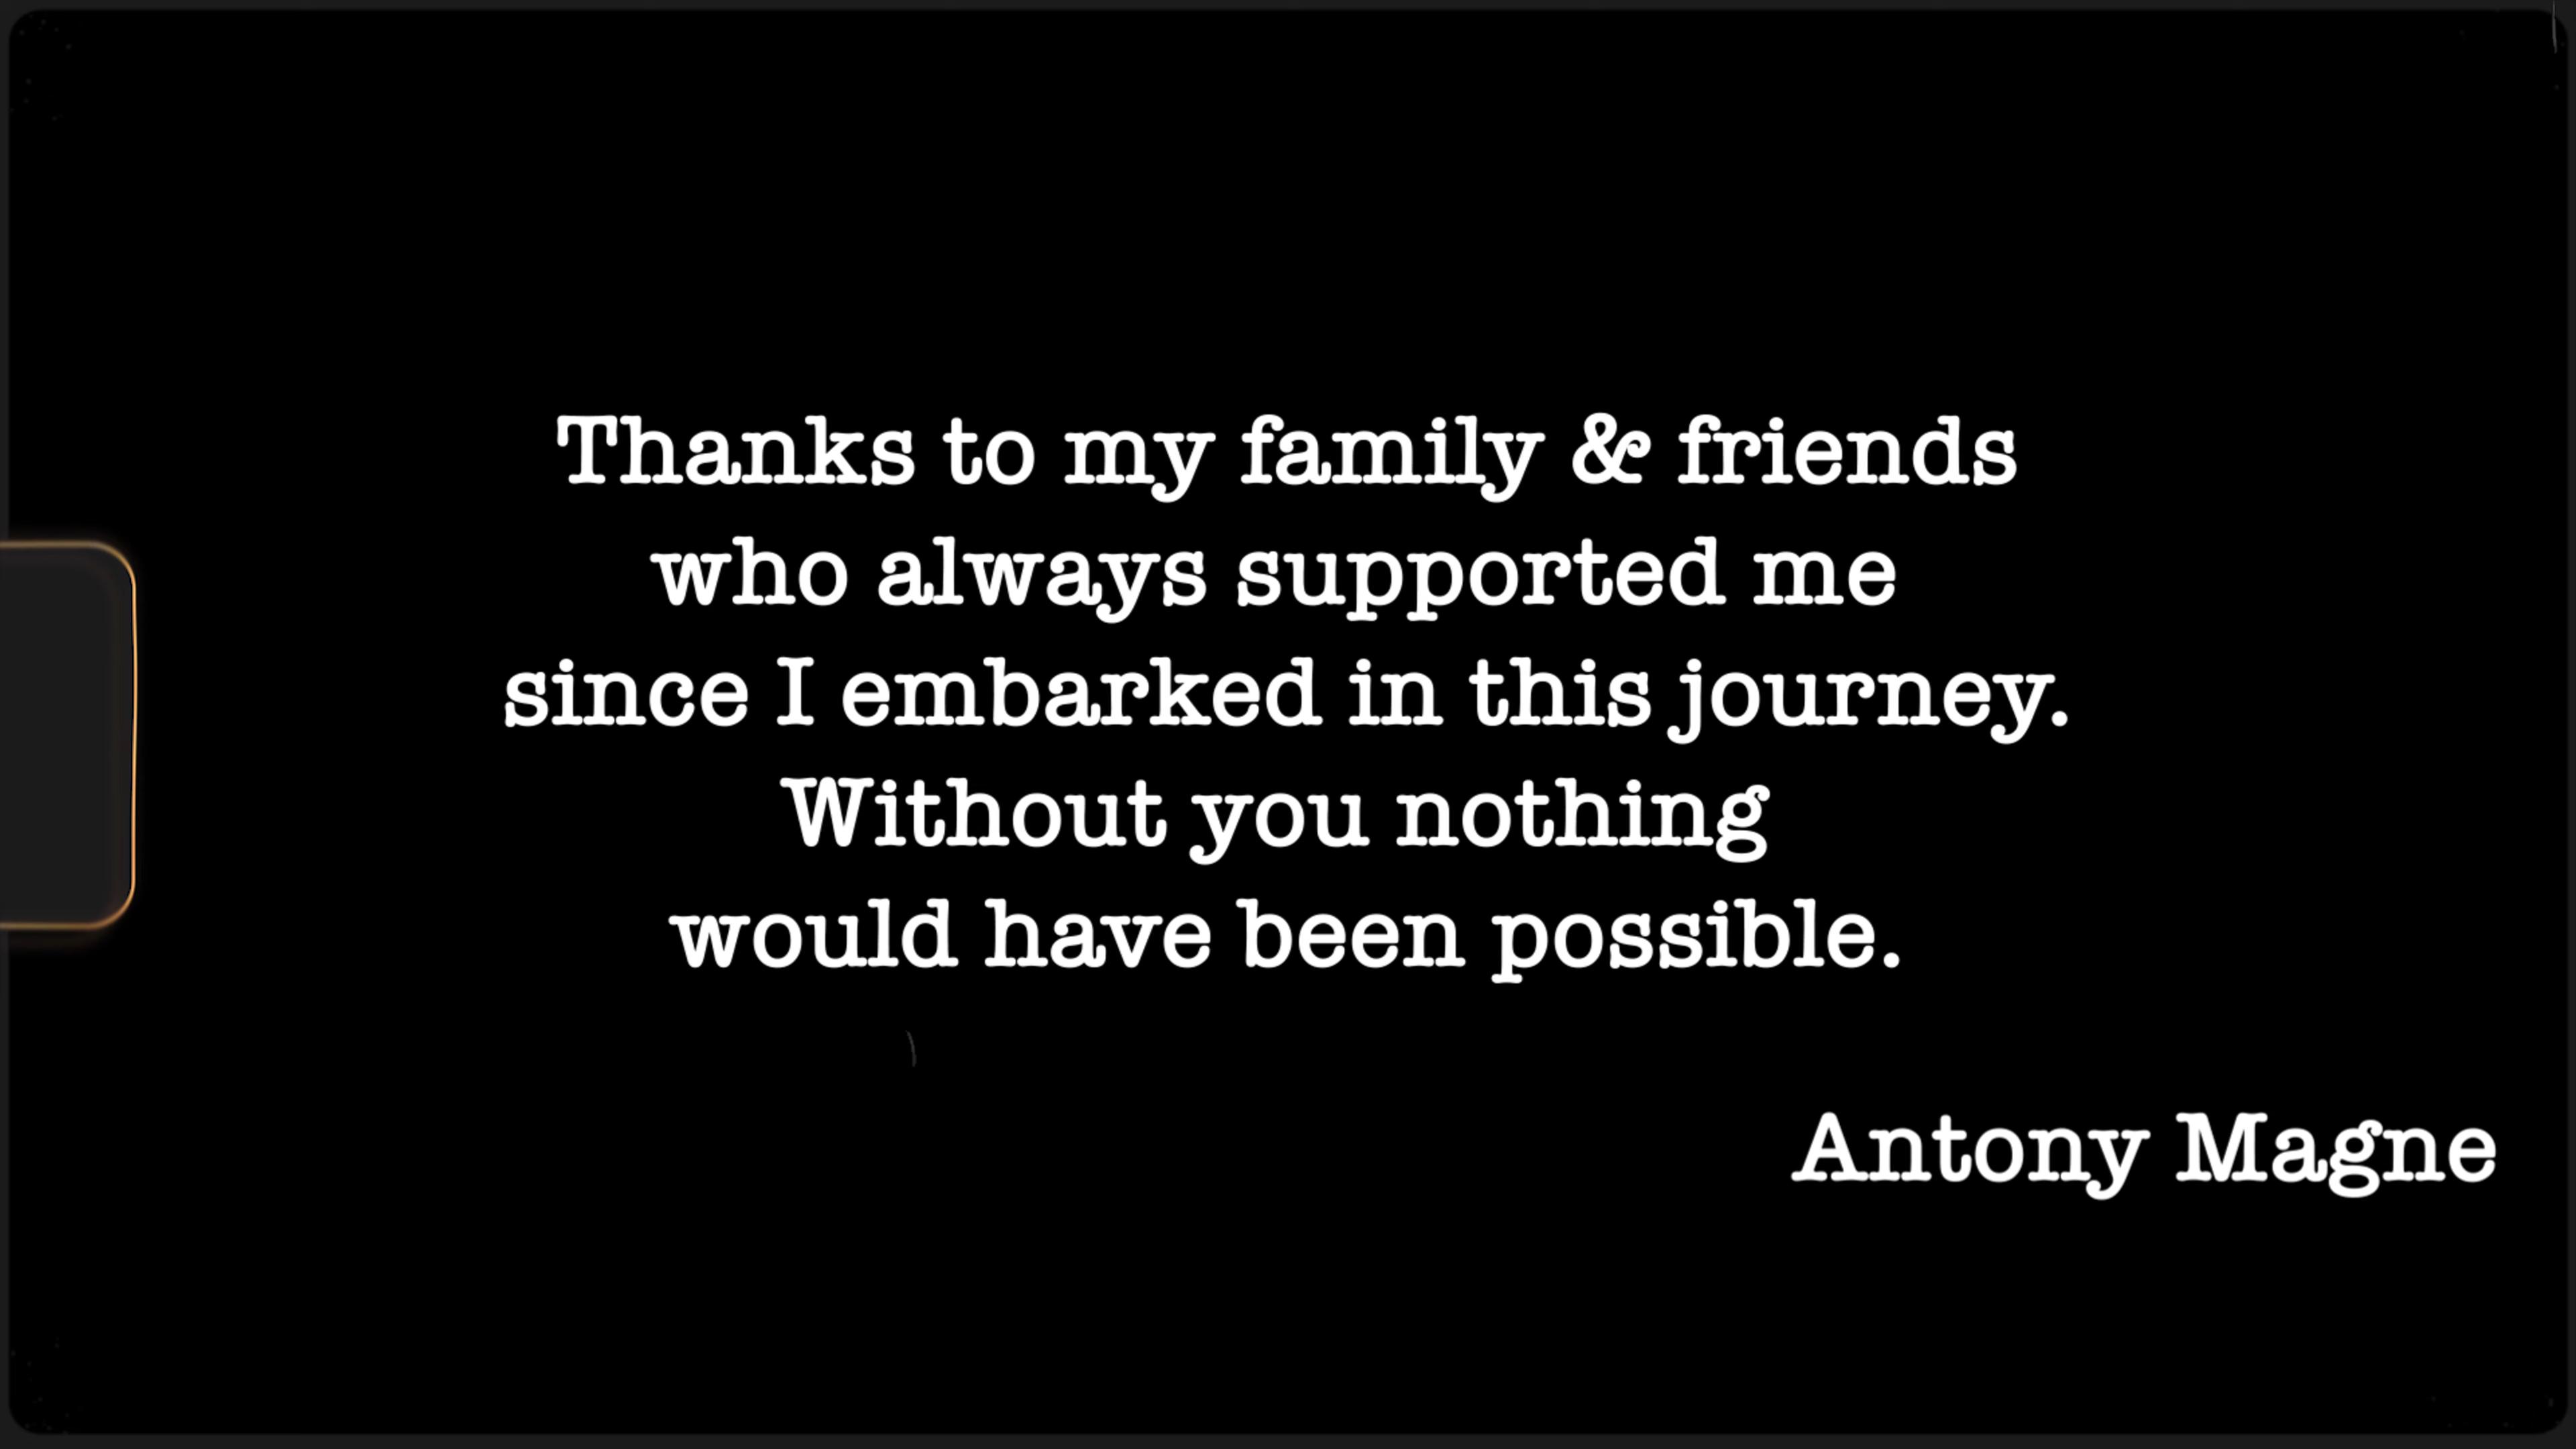 Thanks to my family & friends
who always supported me
since I embarked in this journey.
Without you nothing
would have been possible.
Antony Magne